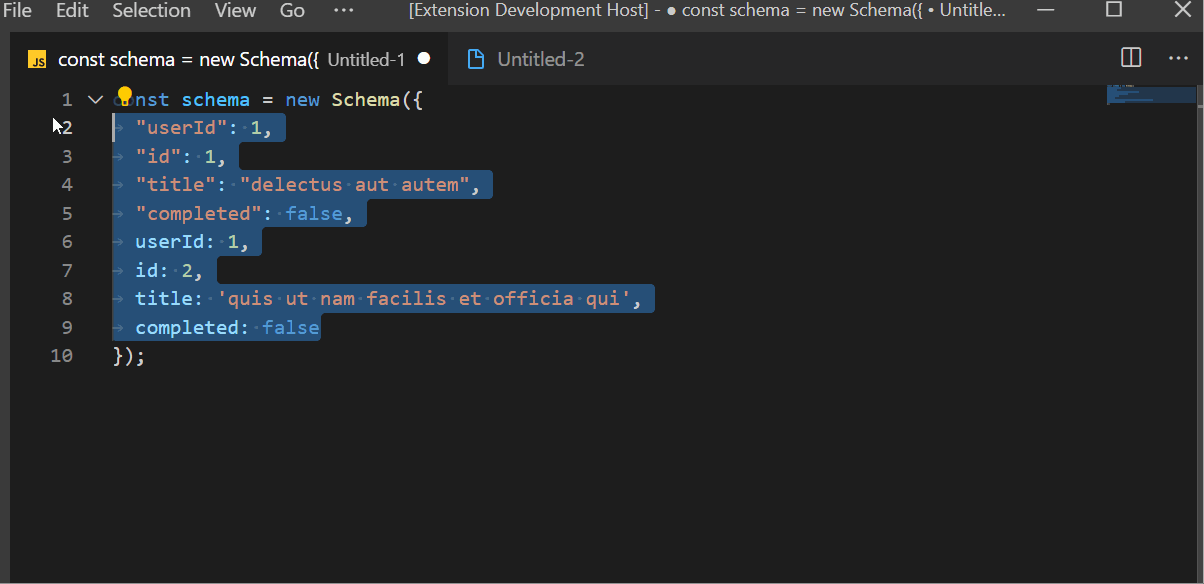 File Edit Selection View Go ··· [Extension Development Host] - ● const schema = new Schema({ • Untitle...
JS const schema = new Schema({ Untitled-1 ● Untitled-2 ···
1 const schema = new Schema({
2 "userId": 1,
3 "id": 1,
4 "title": "delectus aut autem",
5 "completed": false,
6 userId: 1,
7 id: 2,
8 title: 'quis ut nam facilis et officia qui',
9 completed: false
10 });